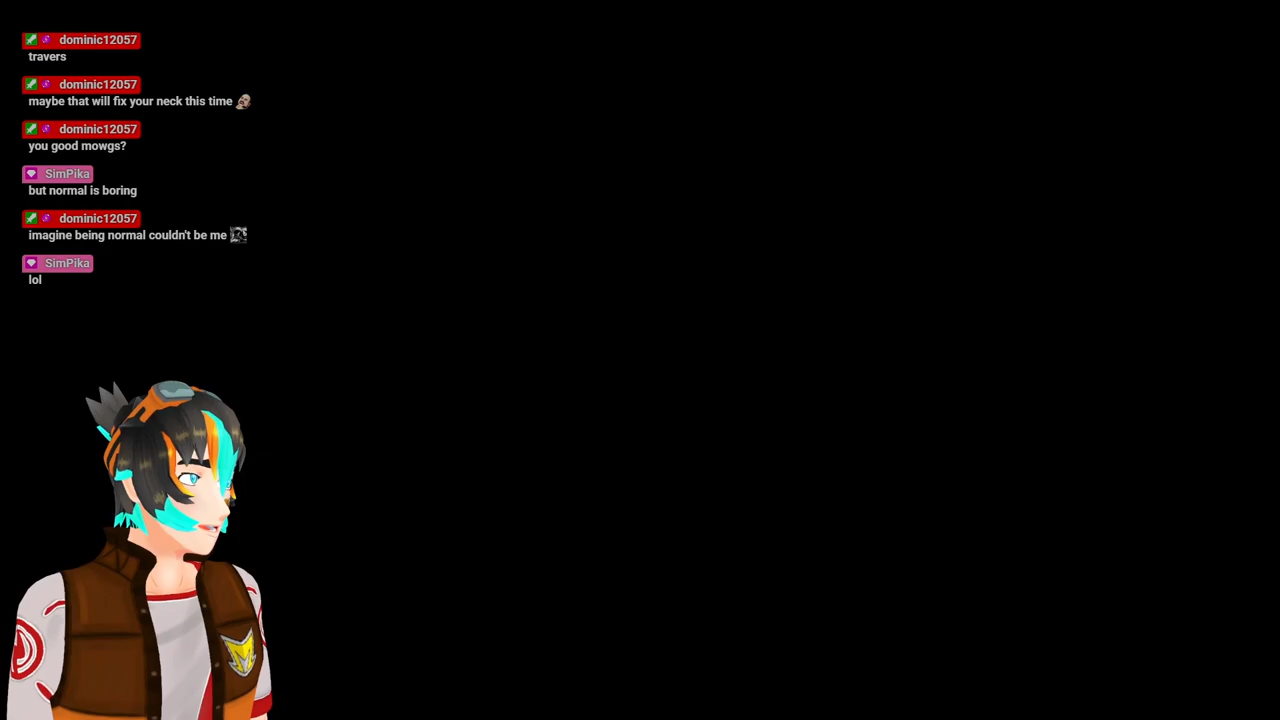 dominic12057
travers
dominic12057
maybe that will fix your neck this time
dominic12057
you good mowgs?
SimPika
but normal is boring
dominic12057
imagine being normal couldn't be me
SimPika
lol